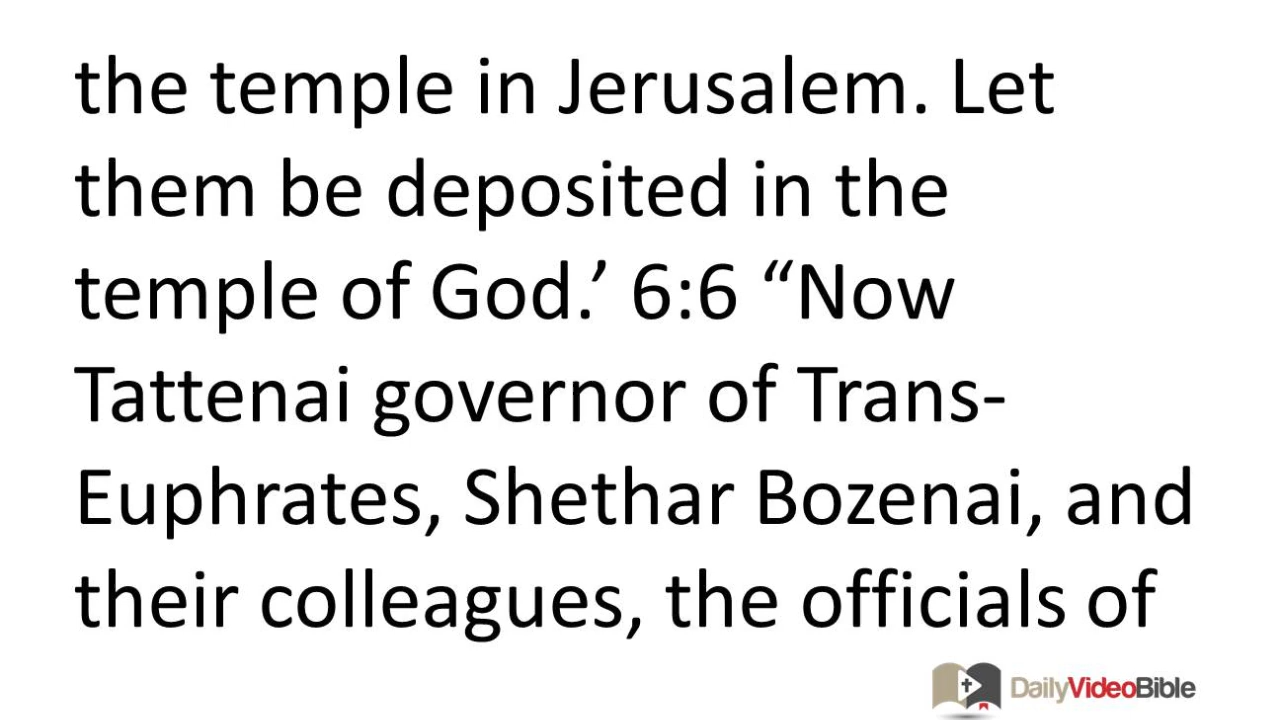 the temple in Jerusalem. Let
them be deposited in the
temple of God.’ 6:6 “Now
Tattenai governor of Trans-
Euphrates, Shethar Bozenai, and
their colleagues, the officials of
DailyVideoBible